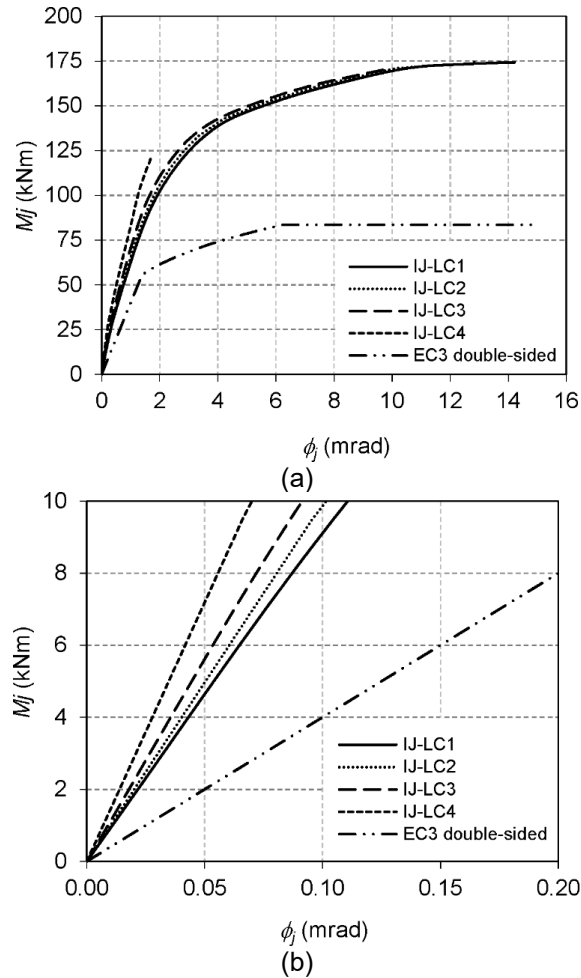 200
175
150
125
100
75
50
25
0
Mj (kNm)
IJ-LC1
IJ-LC2
IJ-LC3
IJ-LC4
EC3 double-sided
0 2 4 6 8 10 12 14 16
ϕj (mrad)
(a)
10
8
6
4
2
0
Mj (kNm)
IJ-LC1
IJ-LC2
IJ-LC3
IJ-LC4
EC3 double-sided
0.00 0.05 0.10 0.15 0.20
ϕj (mrad)
(b)